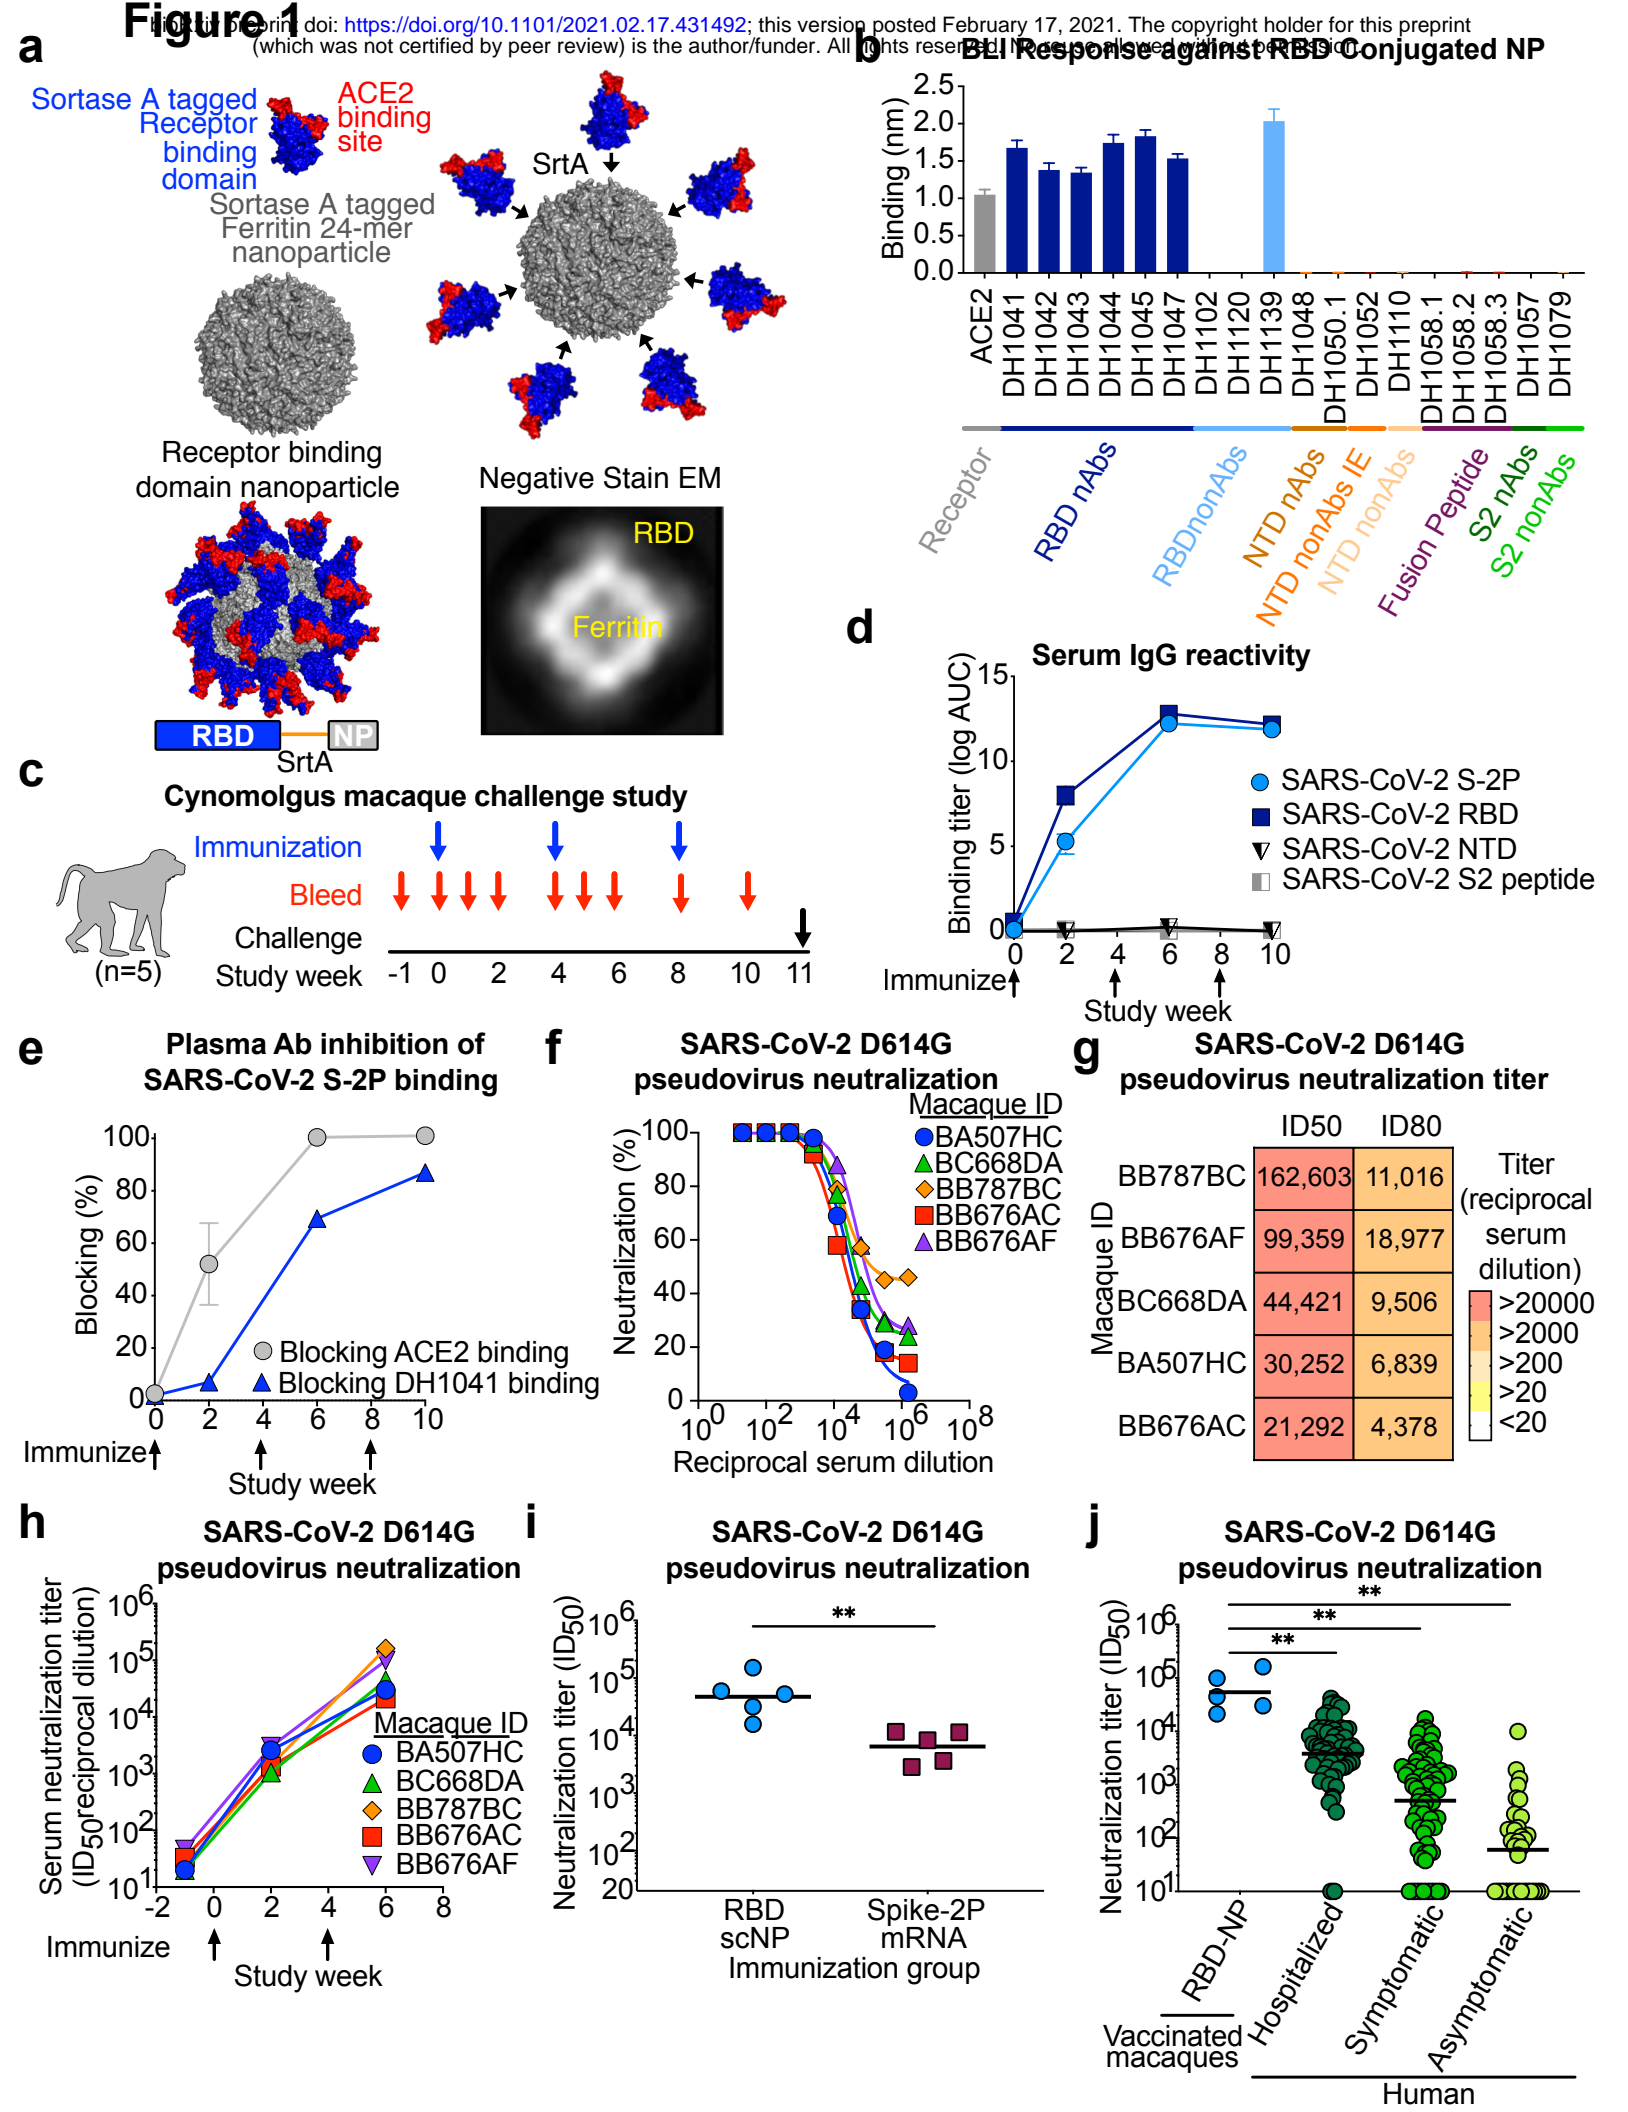 Figure 1
bioRxiv preprint doi: https://doi.org/10.1101/2021.02.17.431492; this version posted February 17, 2021. The copyright holder for this preprint
(which was not certified by peer review) is the author/funder. All rights reserved. No reuse allowed without permission.
a
Sortase A tagged
Receptor
binding
domain
ACE2
binding
site
SrtA
Sortase A tagged
Ferritin 24-mer
nanoparticle
Receptor binding
domain nanoparticle
Negative Stain EM
RBD
Ferritin
RBD
NP
SrtA
b
BLI Response against RBD Conjugated NP
Binding (nm)
2.5
2.0
1.5
1.0
0.5
0.0
ACE2
DH1041
DH1042
DH1043
DH1044
DH1045
DH1047
DH1102
DH1120
DH1139
DH1048
DH1050.1
DH1052
DH1110
DH1058.1
DH1058.2
DH1058.3
DH1057
DH1079
Receptor
RBD nAbs
RBDnonAbs
NTD nAbs
NTD nonAbs IE
NTD nonAbs
Fusion Peptide
S2 nAbs
S2 nonAbs
c
Cynomolgus macaque challenge study
Immunization
Bleed
Challenge
(n=5)
Study week
-1 0 2 4 6 8 10 11
d
Serum IgG reactivity
Binding titer (log AUC)
15
10
5
0
0 2 4 6 8 10
Immunize
Study week
SARS-CoV-2 S-2P
SARS-CoV-2 RBD
SARS-CoV-2 NTD
SARS-CoV-2 S2 peptide
e
Plasma Ab inhibition of
SARS-CoV-2 S-2P binding
Blocking (%)
100
80
60
40
20
0
Blocking ACE2 binding
Blocking DH1041 binding
0 2 4 6 8 10
Immunize
Study week
f
SARS-CoV-2 D614G
pseudovirus neutralization
Macaque ID
BA507HC
BC668DA
BB787BC
BB676AC
BB676AF
Neutralization (%)
100
80
60
40
20
0
10^0 10^2 10^4 10^6 10^8
Reciprocal serum dilution
g
SARS-CoV-2 D614G
pseudovirus neutralization titer
ID50 ID80
Macaque ID
BB787BC 162,603 11,016
BB676AF 99,359 18,977
BC668DA 44,421 9,506
BA507HC 30,252 6,839
BB676AC 21,292 4,378
Titer
(reciprocal
serum
dilution)
>20000
>2000
>200
>20
<20
h
SARS-CoV-2 D614G
pseudovirus neutralization
Serum neutralization titer
(ID50 reciprocal dilution)
10^6
10^5
10^4
10^3
10^2
10^1
Macaque ID
BA507HC
BC668DA
BB787BC
BB676AC
BB676AF
-2 0 2 4 6 8
Immunize
Study week
i
SARS-CoV-2 D614G
pseudovirus neutralization
Neutralization titer (ID50)
10^6
10^5
10^4
10^3
10^2
20
**
RBD
scNP
Spike-2P
mRNA
Immunization group
j
SARS-CoV-2 D614G
pseudovirus neutralization
Neutralization titer (ID50)
10^6
10^5
10^4
10^3
10^2
10^1
**
**
**
RBD-NP
Hospitalized
Symptomatic
Asymptomatic
Vaccinated
macaques
Human